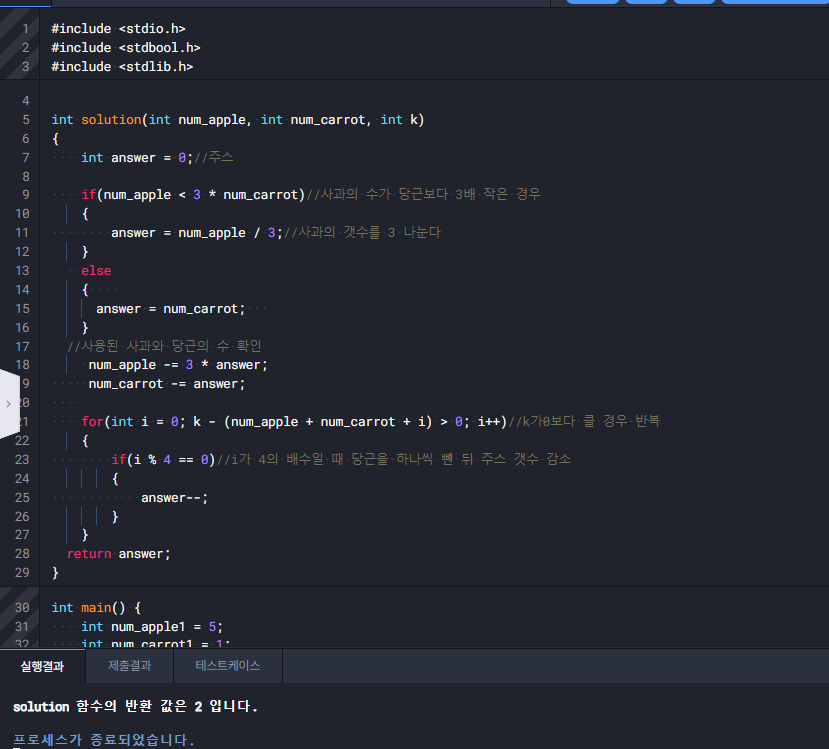 1 #include <stdio.h>
2 #include <stdbool.h>
3 #include <stdlib.h>
4
5 int solution(int num_apple, int num_carrot, int k)
6 {
7 int answer = 0;//주스
8
9 if(num_apple < 3 * num_carrot)//사과의 수가 당근보다 3배 작은 경우
10 {
11 answer = num_apple / 3;//사과의 갯수를 3 나눈다
12 }
13 else
14 {
15 answer = num_carrot;
16 }
17 //사용된 사과와 당근의 수 확인
18 num_apple -= 3 * answer;
9 num_carrot -= answer;
20
21 for(int i = 0; k - (num_apple + num_carrot + i) > 0; i++)//k가0보다 클 경우 반복
22 {
23 if(i % 4 == 0)//i가 4의 배수일 때 당근을 하나씩 뺀 뒤 주스 갯수 감소
24 {
25 answer--;
26 }
27 }
28 return answer;
29 }
30 int main() {
31 int num_apple1 = 5;
32 int num_carrot1 = 1;
실행결과 제출결과 테스트케이스
solution 함수의 반환 값은 2 입니다.
프로세스가 종료되었습니다.